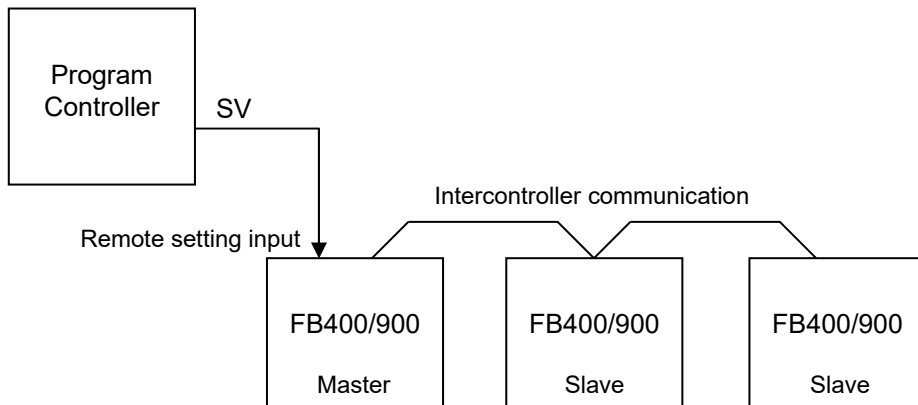 Program
Controller
SV
Intercontroller communication
Remote setting input
FB400/900
FB400/900
FB400/900
Master
Slave
Slave